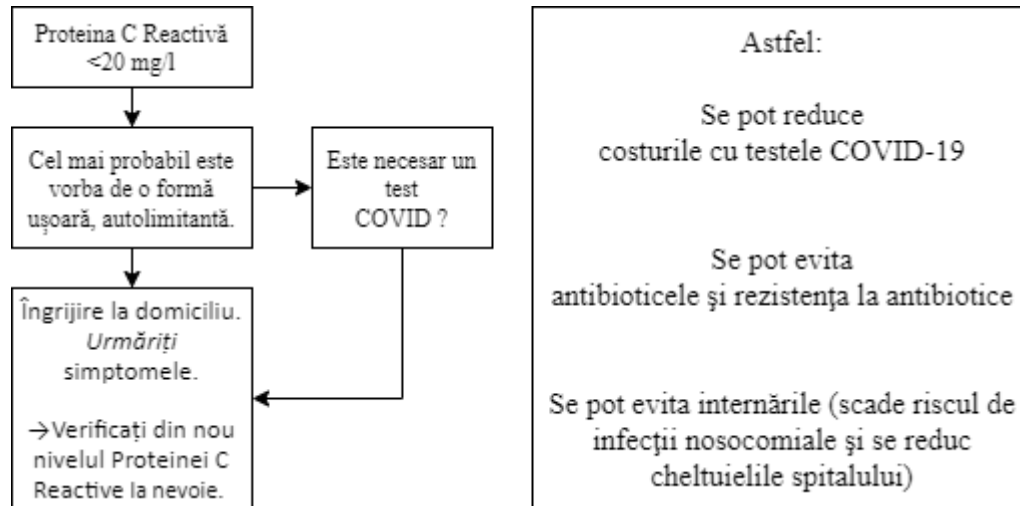 Proteina C Reactivă
<20 mg/l
Cel mai probabil este
vorba de o formă
ușoară, autolimitantă.
Este necesar un
test
COVID ?
Îngrijire la domiciliu.
Urmăriți
simptomele.
→Verificați din nou
nivelul Proteinei C
Reactive la nevoie.
Astfel:
Se pot reduce
costurile cu testele COVID-19
Se pot evita
antibioticele şi rezistenţa la antibiotice
Se pot evita internările (scade riscul de
infecţii nosocomiale şi se reduc
cheltuielile spitalului)